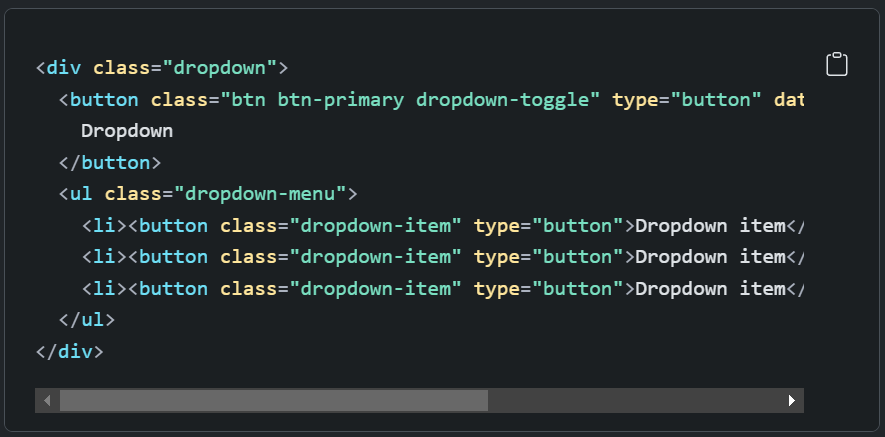 <div class="dropdown">
  <button class="btn btn-primary dropdown-toggle" type="button" dat
    Dropdown
  </button>
  <ul class="dropdown-menu">
    <li><button class="dropdown-item" type="button">Dropdown item</
    <li><button class="dropdown-item" type="button">Dropdown item</
    <li><button class="dropdown-item" type="button">Dropdown item</
  </ul>
</div>